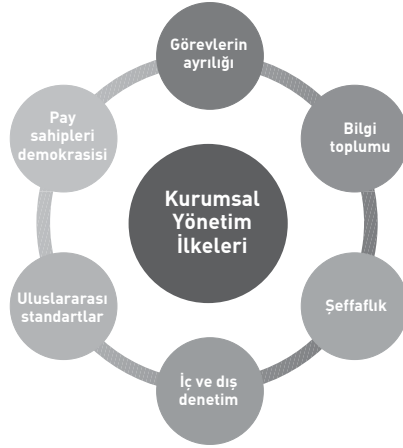 Görevlerin
ayrılığı
Bilgi
toplumu
Şeffaflık
İç ve dış
denetim
Uluslararası
standartlar
Pay
sahipleri
demokrasisi
Kurumsal
Yönetim
İlkeleri